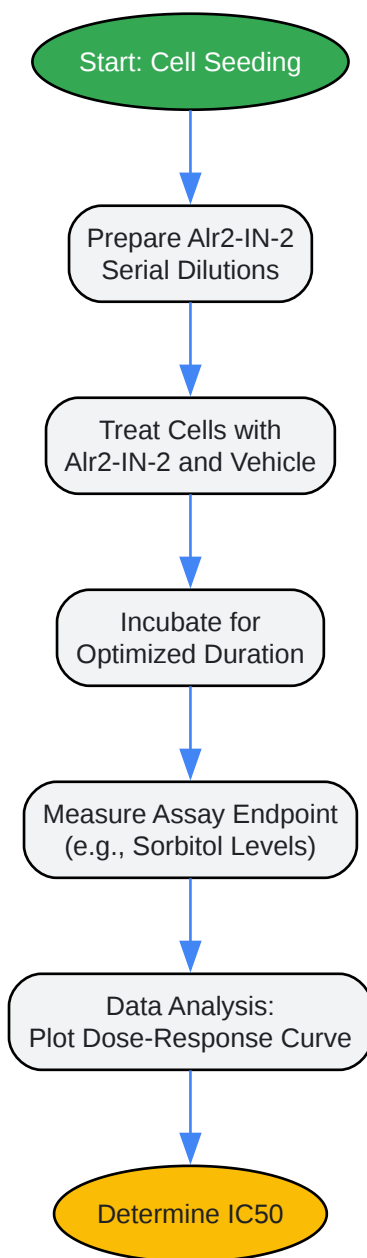 Start: Cell Seeding
Prepare Alr2-IN-2
Serial Dilutions
Treat Cells with
Alr2-IN-2 and Vehicle
Incubate for
Optimized Duration
Measure Assay Endpoint
(e.g., Sorbitol Levels)
Data Analysis:
Plot Dose-Response Curve
Determine IC50